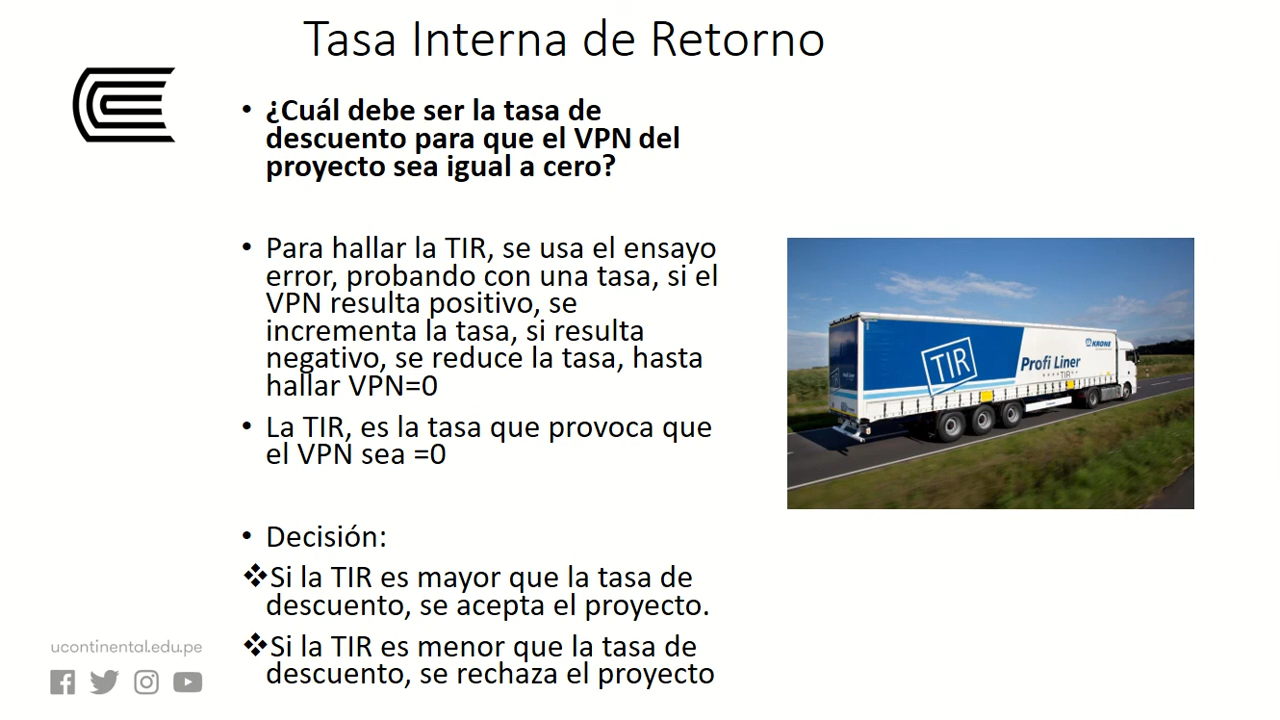 Tasa Interna de Retorno
• ¿Cuál debe ser la tasa de
descuento para que el VPN del
proyecto sea igual a cero?
• Para hallar la TIR, se usa el ensayo
error, probando con una tasa, si el
VPN resulta positivo, se
incrementa la tasa, si resulta
negativo, se reduce la tasa, hasta
hallar VPN=0
• La TIR, es la tasa que provoca que
el VPN sea =0
• Decisión:
❖Si la TIR es mayor que la tasa de
descuento, se acepta el proyecto.
❖Si la TIR es menor que la tasa de
descuento, se rechaza el proyecto
TIR
Profi Liner
KRONE
TIR
ucontinental.edu.pe